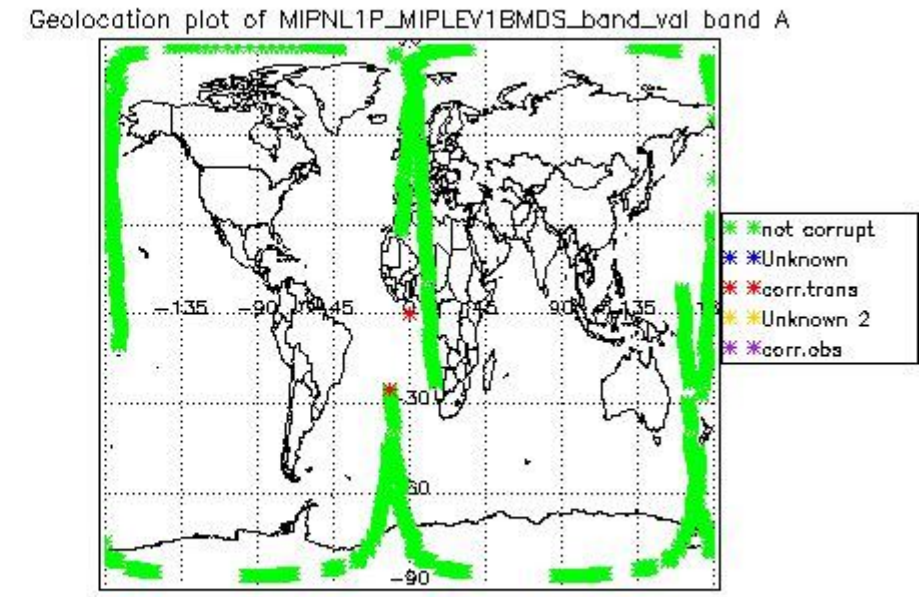 Geolocation plot of MIPNL1P_MIPLEV1BMDS_band_val band A
not corrupt
Unknown
corr.trans
Unknown 2
corr.obs
-135 -90 -45 45 90 135
-30
-60
-90